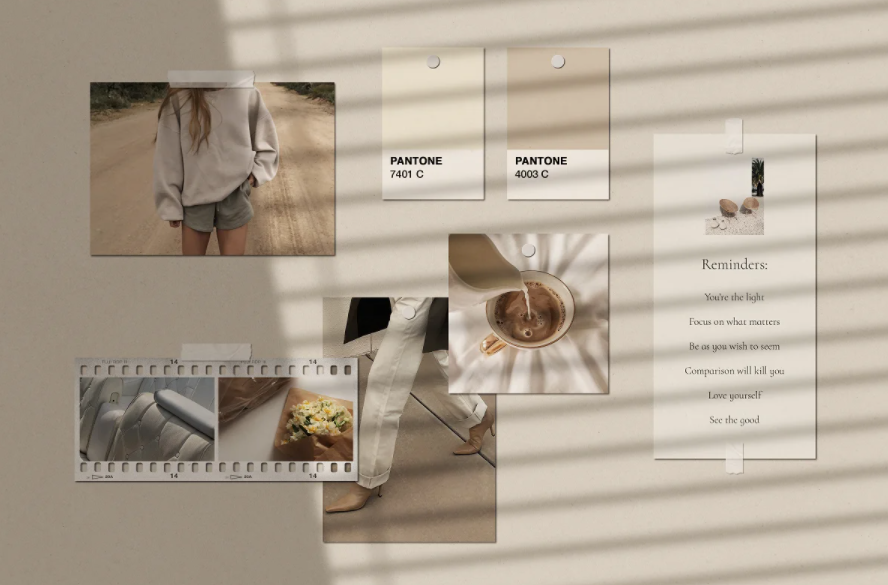 PANTONE
7401 C
PANTONE
4003 C
Reminders:
You're the light
Focus on what matters
Be as you wish to seem
Comparison will kill you
Love yourself
See the good
14
14
14
14